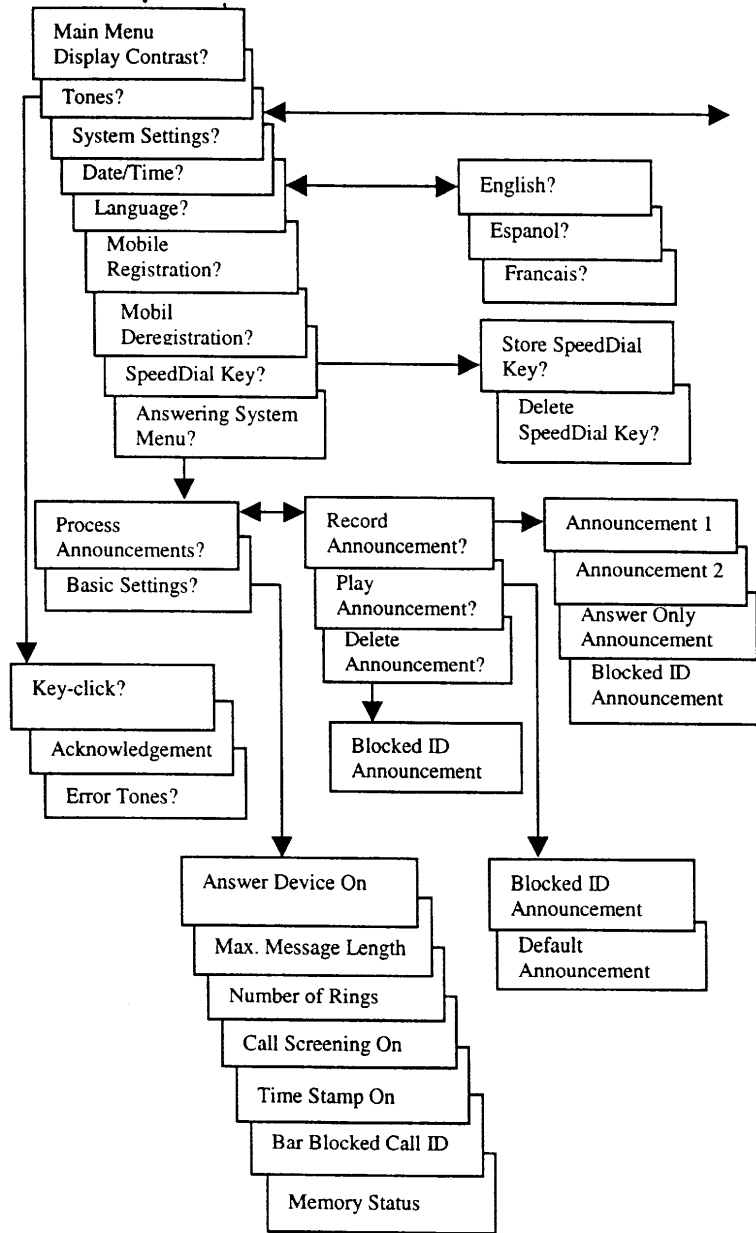 Main Menu
Display Contrast?
Tones?
System Settings?
Date/Time?
Language?
English?
Espanol?
Francais?
Mobile
Registration?
Mobil
Deregistration?
SpeedDial Key?
Store SpeedDial
Key?
Delete
SpeedDial Key?
Answering System
Menu?
Process
Announcements?
Basic Settings?
Record
Announcement?
Play
Announcement?
Delete
Announcement?
Announcement 1
Announcement 2
Answer Only
Announcement
Blocked ID
Announcement
Key-click?
Acknowledgement
Error Tones?
Blocked ID
Announcement
Answer Device On
Max. Message Length
Number of Rings
Call Screening On
Time Stamp On
Bar Blocked Call ID
Memory Status
Blocked ID
Announcement
Default
Announcement